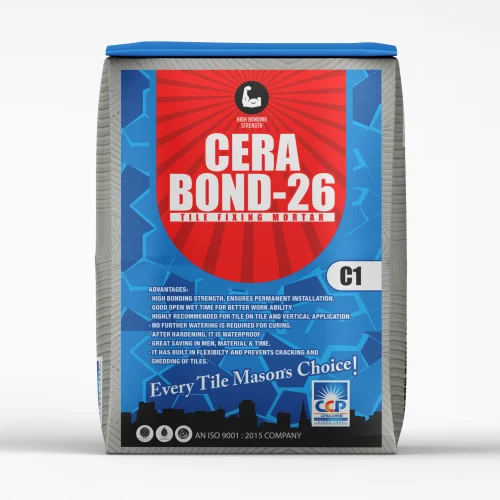 HIGH BONDING
STRENGTH
CERA
BOND-26
TILE FIXING MORTAR
C1
ADVANTAGES:
· HIGH BONDING STRENGTH, ENSURES PERMANENT INSTALLATION.
· GOOD OPEN WET TIME FOR BETTER WORK ABILITY.
· HIGHLY RECOMMENDED FOR TILE ON TILE AND VERTICAL APPLICATION.
· NO FURTHER WATERING IS REQUIRED FOR CURING.
· AFTER HARDENING, IT IS WATERPROOF.
· GREAT SAVING IN MEN, MATERIAL & TIME.
· IT HAS BUILT IN FLEXIBILTY AND PREVENTS CRACKING AND
SHEDDING OF TILES.
Every Tile Mason's Choice!
CCP
CERA-CHEM
AN ISO 9001 : 2015 COMPANY